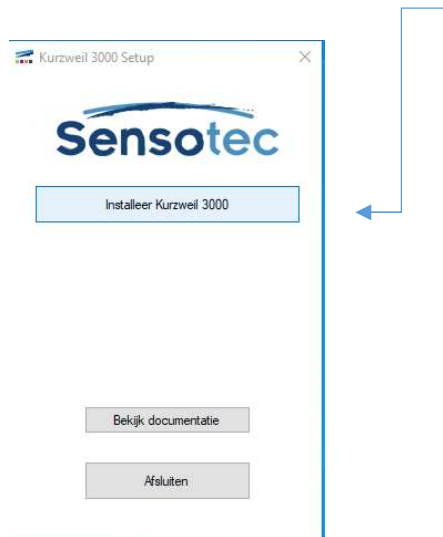 Kurzweil 3000 Setup
Sensotec
Installeer Kurzweil 3000
Bekijk documentatie
Afsluiten